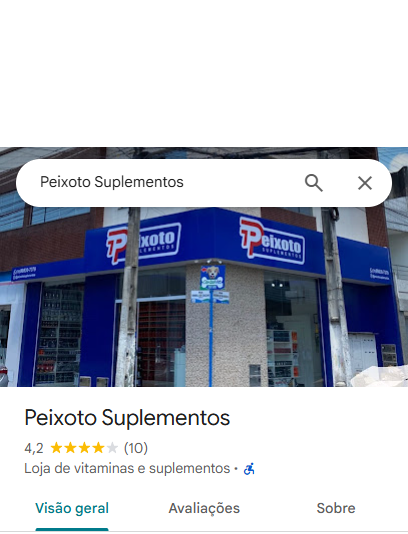 Peixoto Suplementos
Peixoto
SUPLEMENTOS
Peixoto
SUPLEMENTOS
Peixoto Suplementos
4,2 (10)
Loja de vitaminas e suplementos ·
Visão geral
Avaliações
Sobre